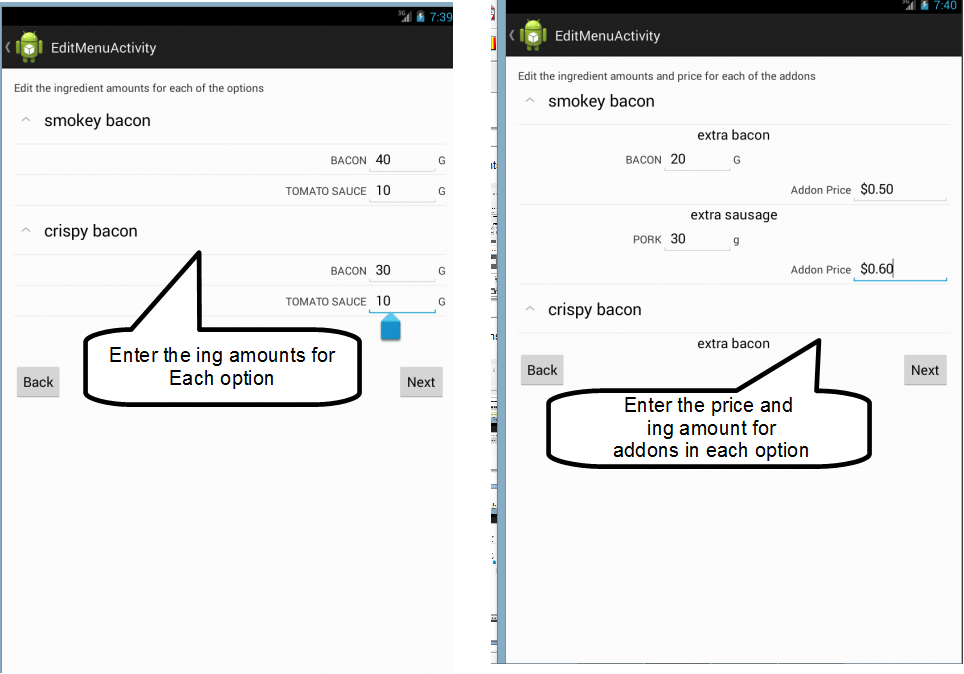 3G 7:39
EditMenuActivity
Edit the ingredient amounts for each of the options
smokey bacon
BACON 40 G
TOMATO SAUCE 10 G
crispy bacon
BACON 30 G
TOMATO SAUCE 10 G
Enter the ing amounts for
Each option
Back Next
3G 7:40
EditMenuActivity
Edit the ingredient amounts and price for each of the addons
smokey bacon
extra bacon
BACON 20 G
Addon Price $0.50
extra sausage
PORK 30 g
Addon Price $0.60
crispy bacon
extra bacon
Back Next
Enter the price and
ing amount for
addons in each option